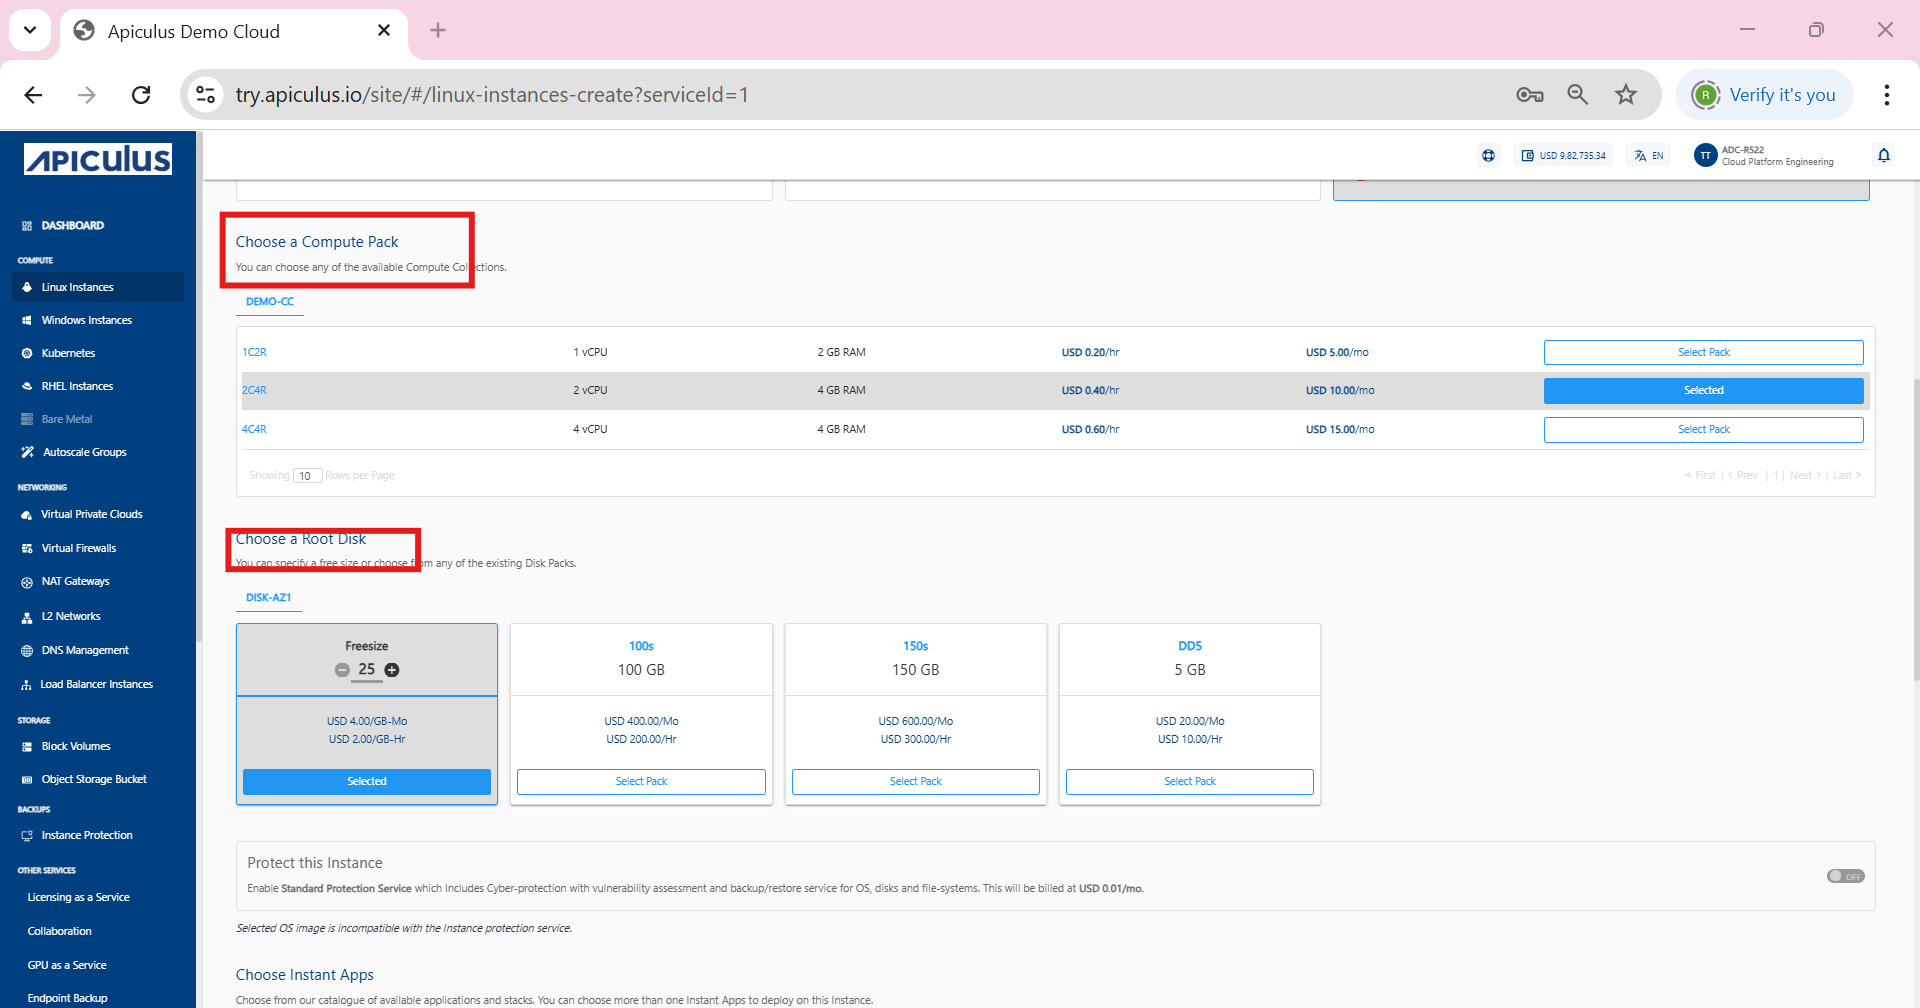 Apiculus Demo Cloud
try.apiculus.io/site/#/linux-instances-create?serviceId=1
R
Verify it's you
APICULUS
USD 9,82,735.34
EN
TT
ADC-R522
Cloud Platform Engineering
DASHBOARD
COMPUTE
Linux Instances
Windows Instances
Kubernetes
RHEL Instances
Bare Metal
Autoscale Groups
NETWORKING
Virtual Private Clouds
Virtual Firewalls
NAT Gateways
L2 Networks
DNS Management
Load Balancer Instances
STORAGE
Block Volumes
Object Storage Bucket
BACKUPS
Instance Protection
OTHER SERVICES
Licensing as a Service
Collaboration
GPU as a Service
Endpoint Backup
Choose a Compute Pack
You can choose any of the available Compute Collections.
DEMO-CC
1C2R 1 vCPU 2 GB RAM USD 0.20/hr USD 5.00/mo Select Pack
2C4R 2 vCPU 4 GB RAM USD 0.40/hr USD 10.00/mo Selected
4C4R 4 vCPU 4 GB RAM USD 0.60/hr USD 15.00/mo Select Pack
Showing 10 Rows per Page < First | < Prev | 1 | Next > | Last >
Choose a Root Disk
You can specify a free size or choose from any of the existing Disk Packs.
DISK-AZ1
Freesize
25
USD 4.00/GB-Mo
USD 2.00/GB-Hr
Selected
100s
100 GB
USD 400.00/Mo
USD 200.00/Hr
Select Pack
150s
150 GB
USD 600.00/Mo
USD 300.00/Hr
Select Pack
DD5
5 GB
USD 20.00/Mo
USD 10.00/Hr
Select Pack
Protect this Instance
OFF
Enable Standard Protection Service which Includes Cyber-protection with vulnerability assessment and backup/restore service for OS, disks and file-systems. This will be billed at USD 0.01/mo.
Selected OS image is incompatible with the Instance protection service.
Choose Instant Apps
Choose from our catalogue of available applications and stacks. You can choose more than one Instant Apps to deploy on this Instance.